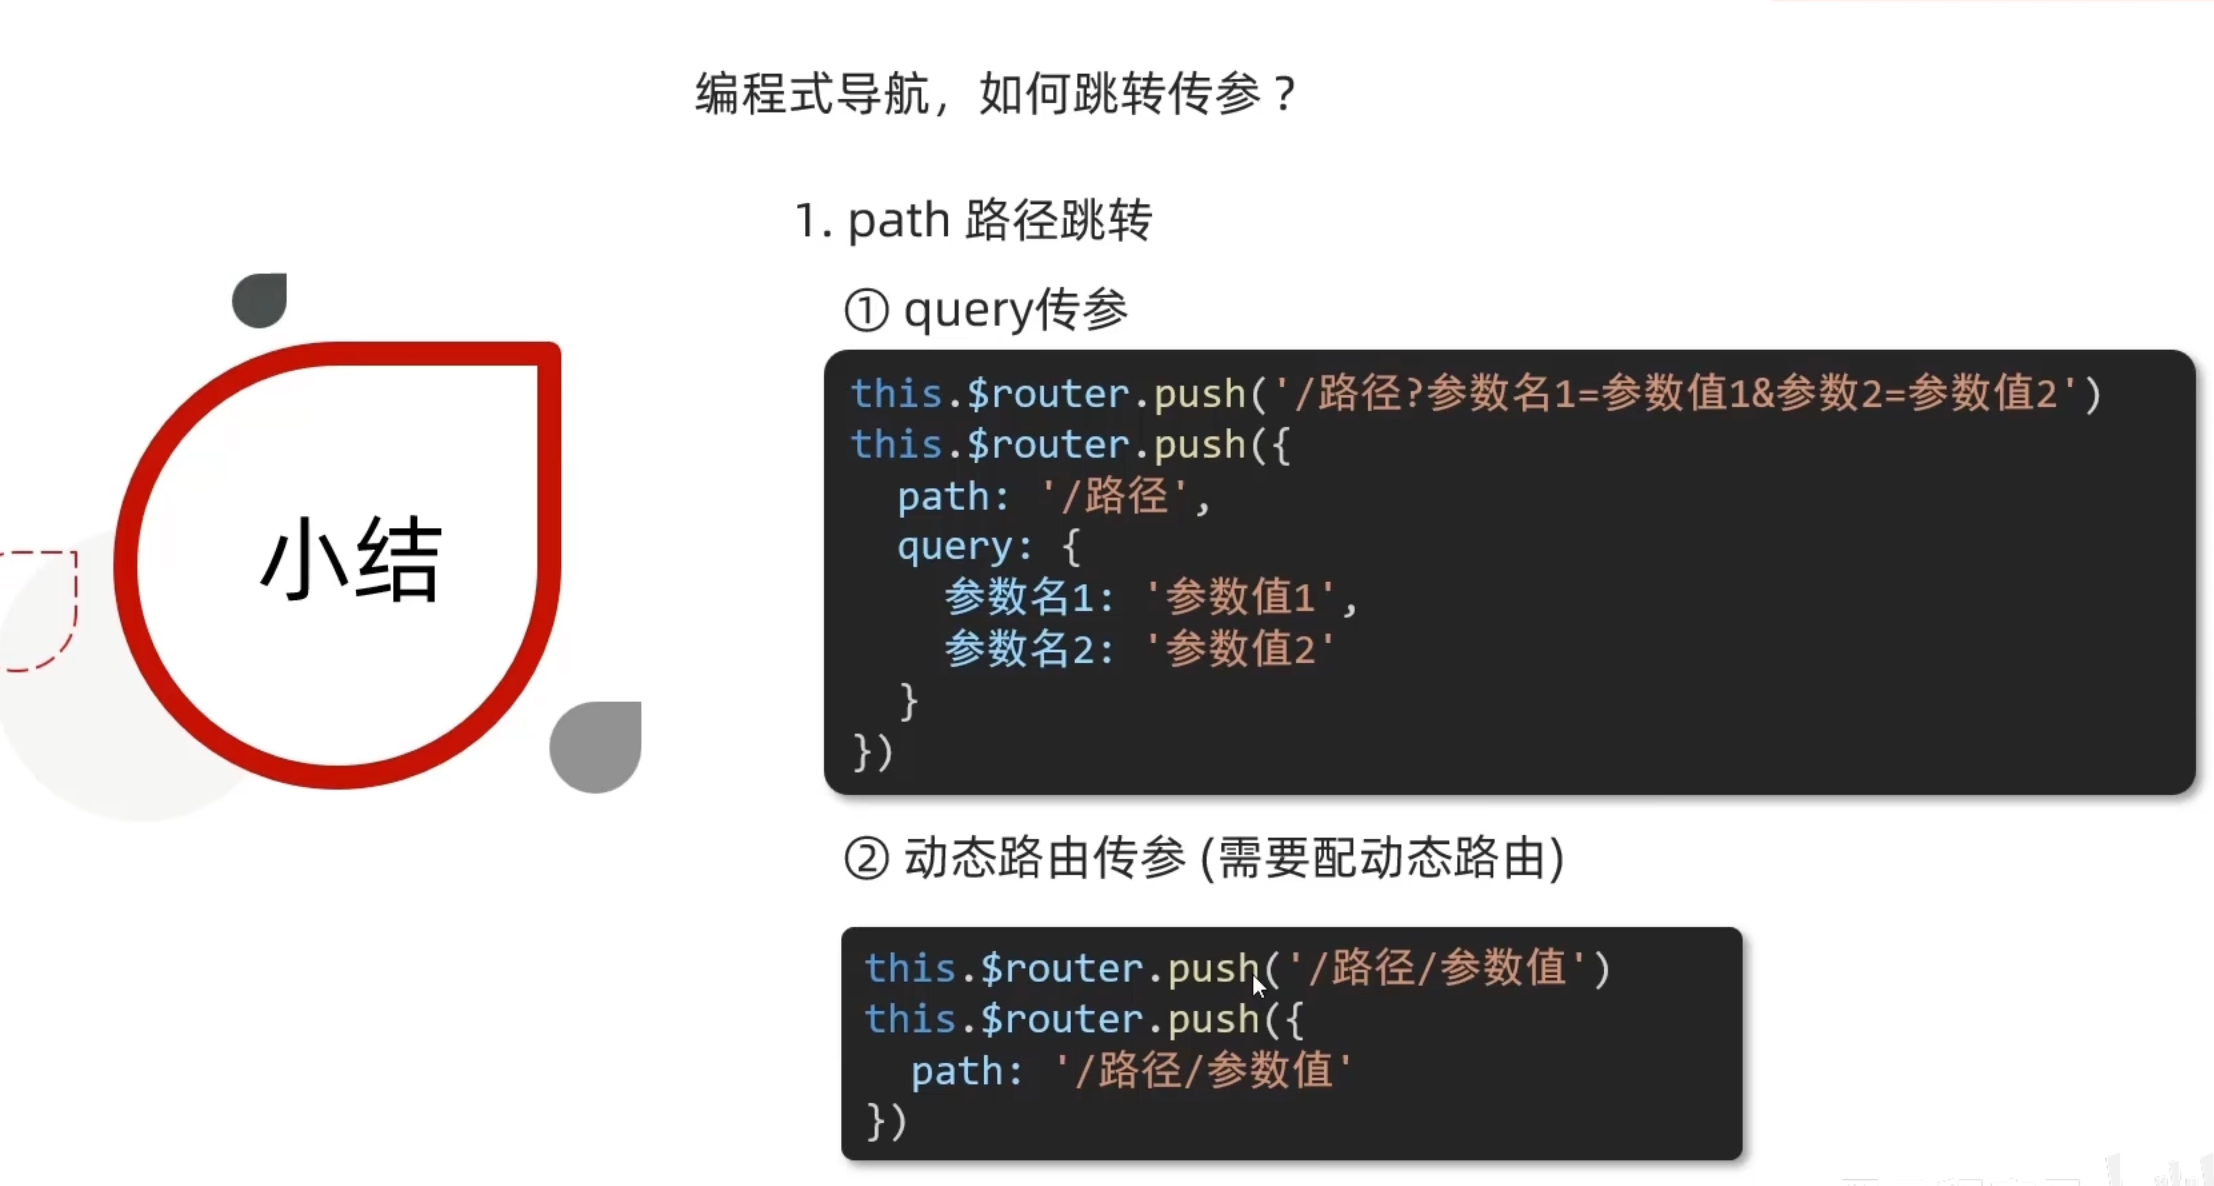 编程式导航，如何跳转传参？
1. path 路径跳转
① query传参
this.$router.push('/路径?参数名1=参数值1&参数2=参数值2')
this.$router.push({
  path: '/路径',
  query: {
    参数名1: '参数值1',
    参数名2: '参数值2'
  }
})
小结
② 动态路由传参 (需要配动态路由)
this.$router.push('/路径/参数值')
this.$router.push({
  path: '/路径/参数值'
})